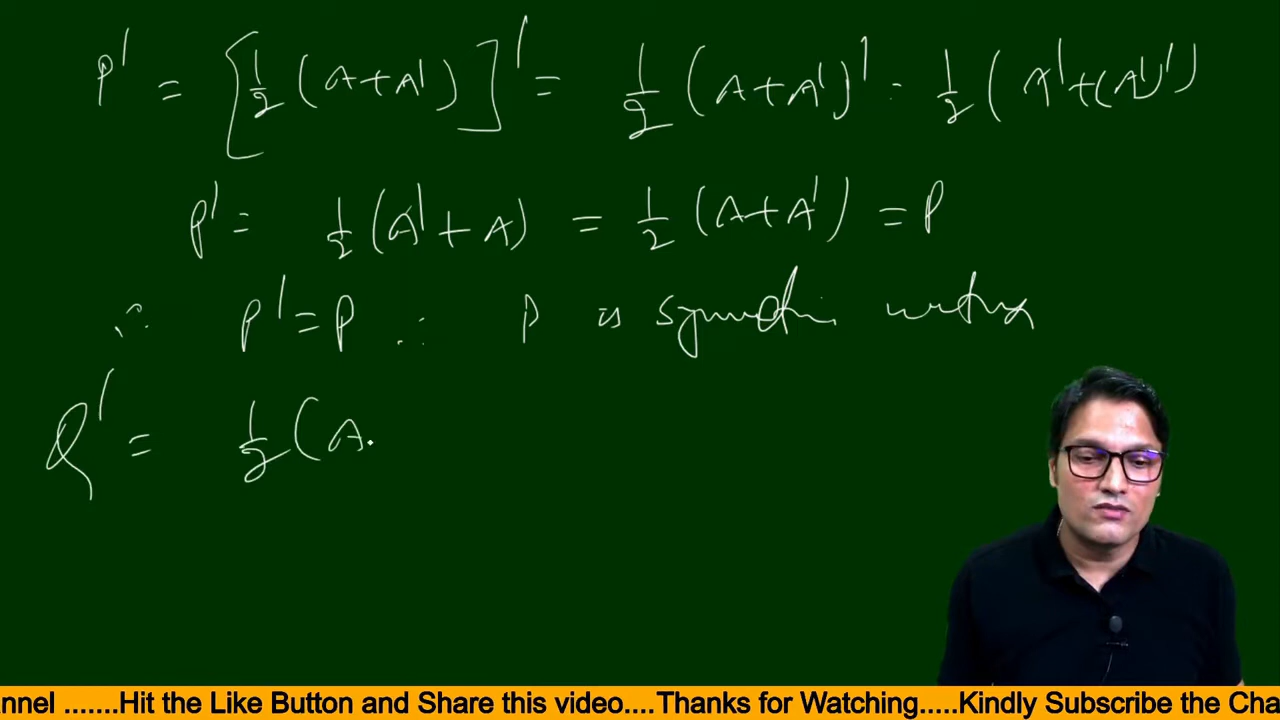 P' = [1/2 (A+A')]' = 1/2 (A+A')' = 1/2 (A'+(A')')
P' = 1/2 (A'+A) = 1/2 (A+A') = P
∴ P' = P ∴ P is symmetric matrix
Q' = 1/2 (A
nnel .......Hit the Like Button and Share this video....Thanks for Watching.....Kindly Subscribe the Cha